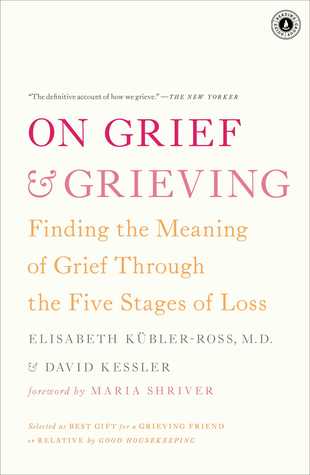 “The definitive account of how we grieve.”—THE NEW YORKER
ON GRIEF
& GRIEVING
Finding the Meaning
of Grief Through
the Five Stages of Loss
ELISABETH KÜBLER-ROSS, M.D.
& DAVID KESSLER
foreword by MARIA SHRIVER
Selected as BEST GIFT for a GRIEVING FRIEND
or RELATIVE by GOOD HOUSEKEEPING